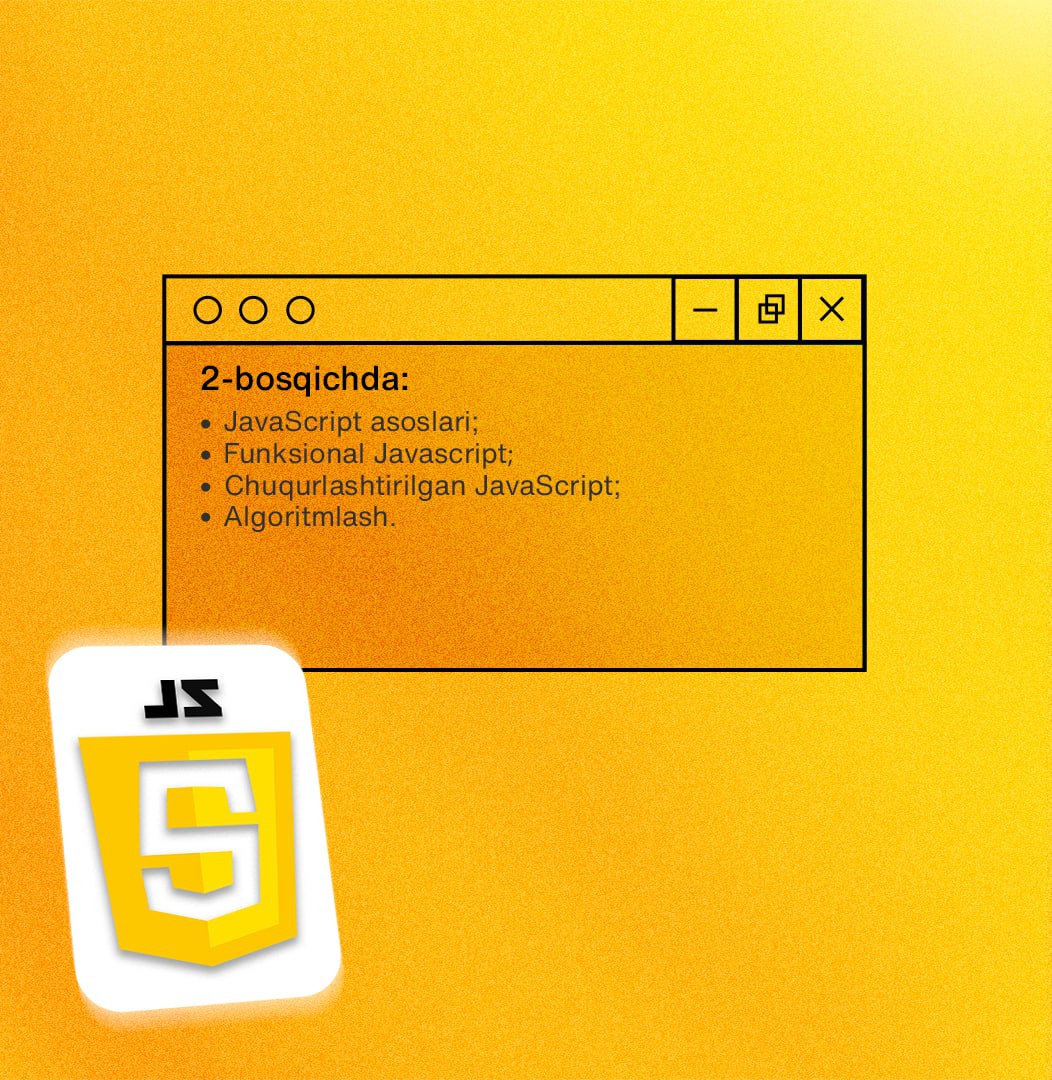 2-bosqichda:
• JavaScript asoslari;
• Funksional Javascript;
• Chuqurlashtirilgan JavaScript;
• Algoritmlash.
JS
S